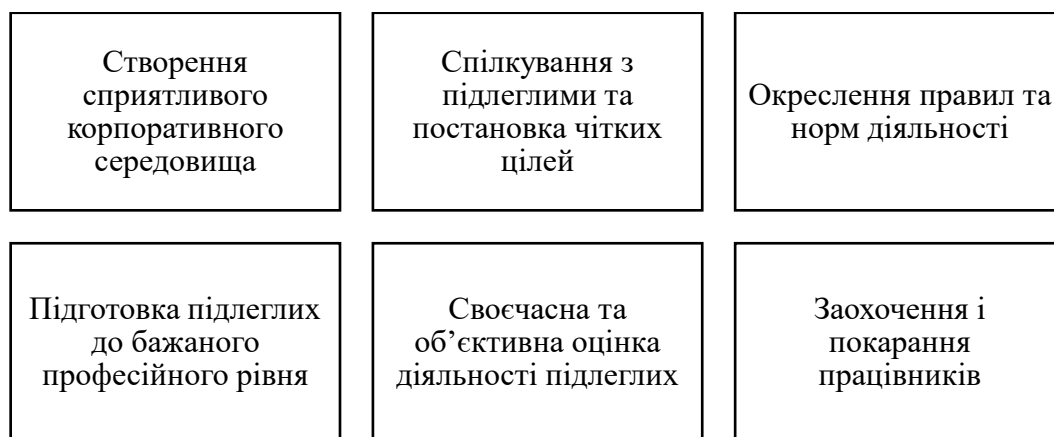 Створення
сприятливого
корпоративного
середовища
Спілкування з
підлеглими та
постановка чітких
цілей
Окреслення правил та
норм діяльності
Підготовка підлеглих
до бажаного
професійного рівня
Своєчасна та
об’єктивна оцінка
діяльності підлеглих
Заохочення і
покарання
працівників